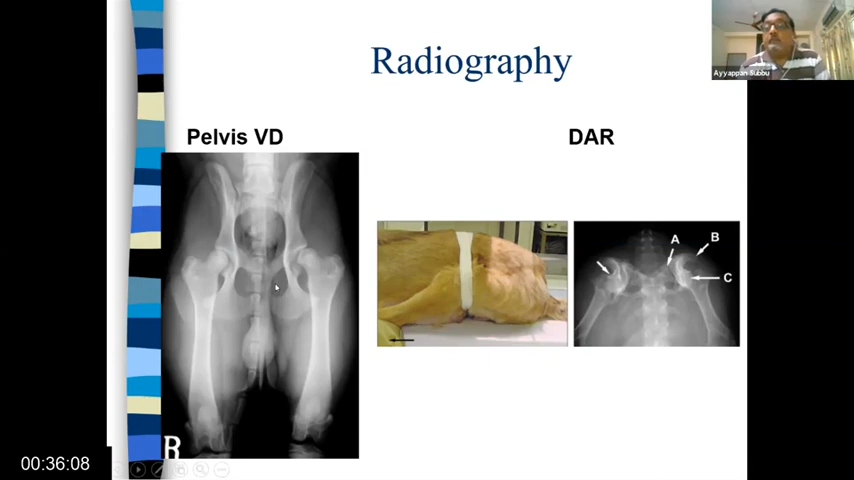 Radiography
Ayyappan Subbu
Pelvis VD
DAR
A
B
C
R
00:36:08